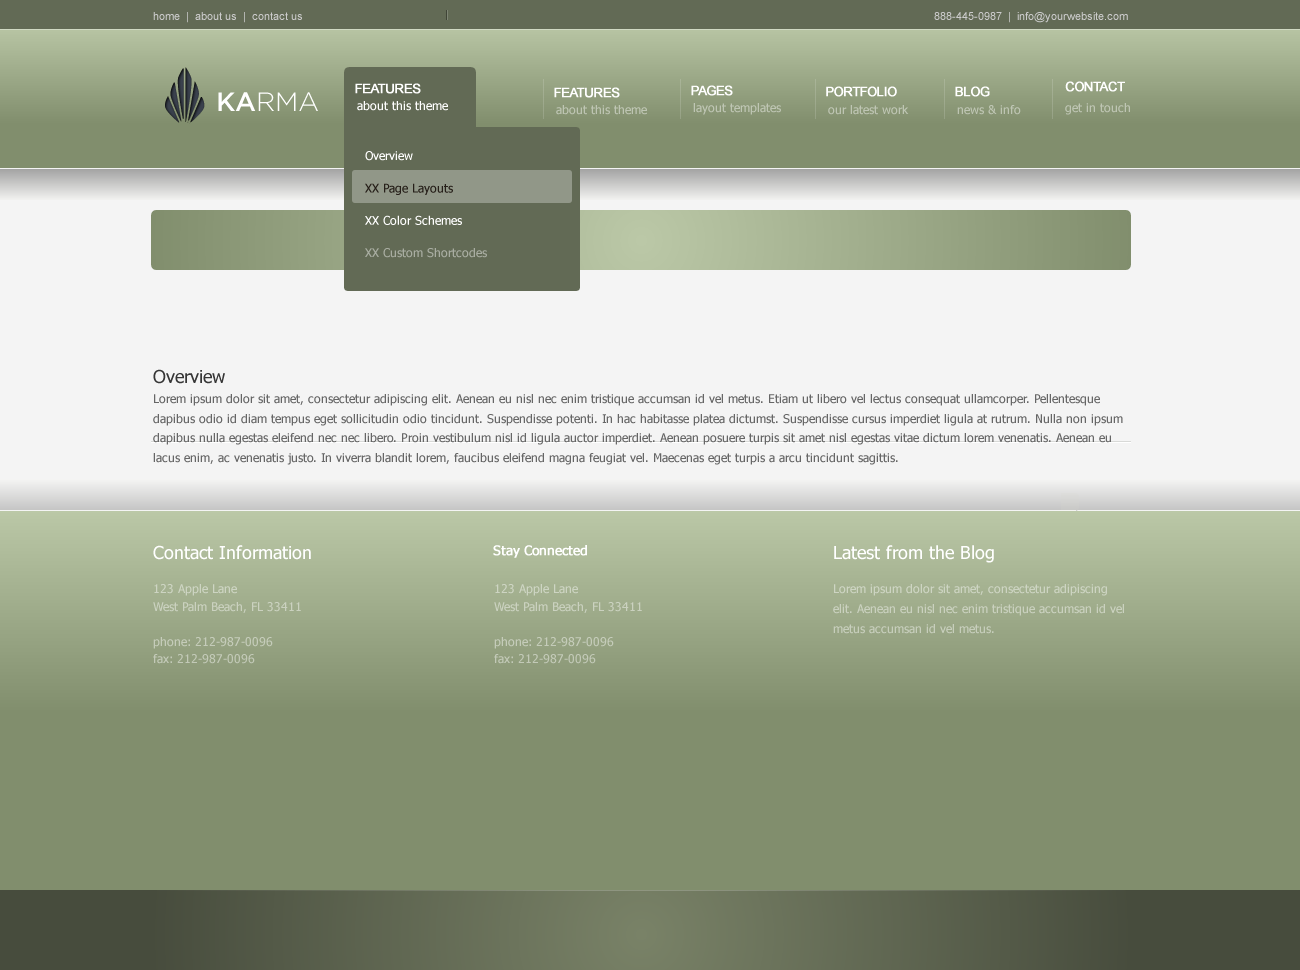 home | about us | contact us
888-445-0987 | info@yourwebsite.com
KARMA
FEATURES
about this theme
FEATURES
about this theme
PAGES
layout templates
PORTFOLIO
our latest work
BLOG
news & info
CONTACT
get in touch
Overview
XX Page Layouts
XX Color Schemes
XX Custom Shortcodes
Overview
Lorem ipsum dolor sit amet, consectetur adipiscing elit. Aenean eu nisl nec enim tristique accumsan id vel metus. Etiam ut libero vel lectus consequat ullamcorper. Pellentesque
dapibus odio id diam tempus eget sollicitudin odio tincidunt. Suspendisse potenti. In hac habitasse platea dictumst. Suspendisse cursus imperdiet ligula at rutrum. Nulla non ipsum
dapibus nulla egestas eleifend nec nec libero. Proin vestibulum nisl id ligula auctor imperdiet. Aenean posuere turpis sit amet nisl egestas vitae dictum lorem venenatis. Aenean eu
lacus enim, ac venenatis justo. In viverra blandit lorem, faucibus eleifend magna feugiat vel. Maecenas eget turpis a arcu tincidunt sagittis.
Contact Information
123 Apple Lane
West Palm Beach, FL 33411
phone: 212-987-0096
fax: 212-987-0096
Stay Connected
123 Apple Lane
West Palm Beach, FL 33411
phone: 212-987-0096
fax: 212-987-0096
Latest from the Blog
Lorem ipsum dolor sit amet, consectetur adipiscing
elit. Aenean eu nisl nec enim tristique accumsan id vel
metus accumsan id vel metus.